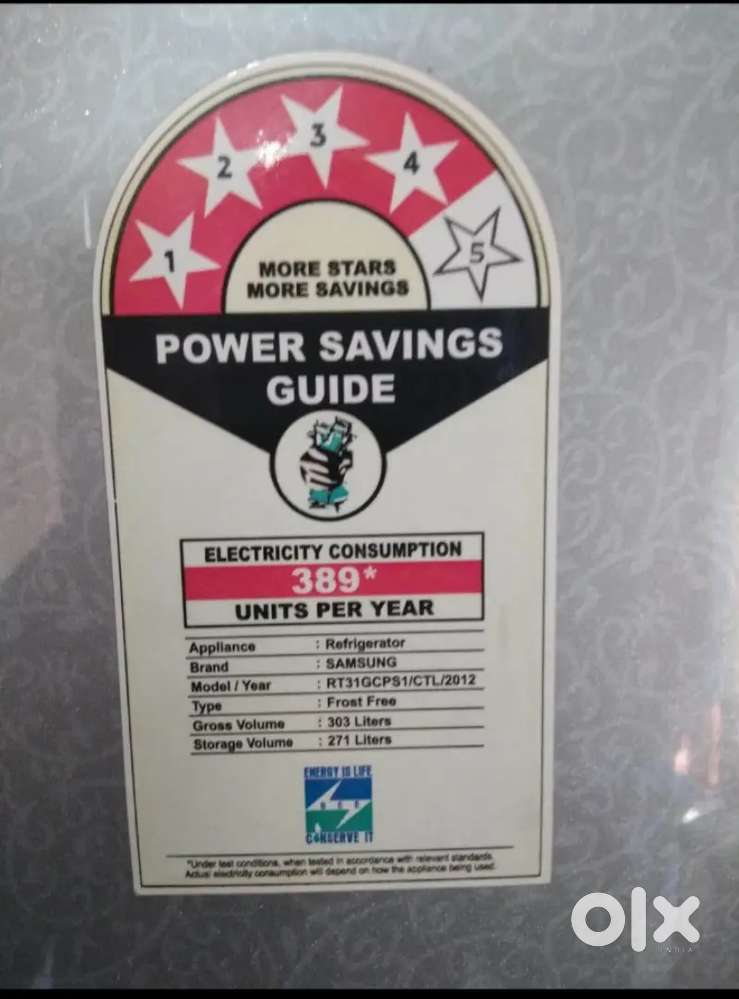 1 2 3 4 5
MORE STARS
MORE SAVINGS
POWER SAVINGS
GUIDE
ELECTRICITY CONSUMPTION
389*
UNITS PER YEAR
Appliance : Refrigerator
Brand : SAMSUNG
Model / Year : RT31GCPS1/CTL/2012
Type : Frost Free
Gross Volume : 303 Liters
Storage Volume : 271 Liters
ENERGY IS LIFE
BEE
CONSERVE IT
*Under test conditions, when tested in accordance with relevant standards.
Actual electricity consumption will depend on how the appliance being used.
olx
INDIA